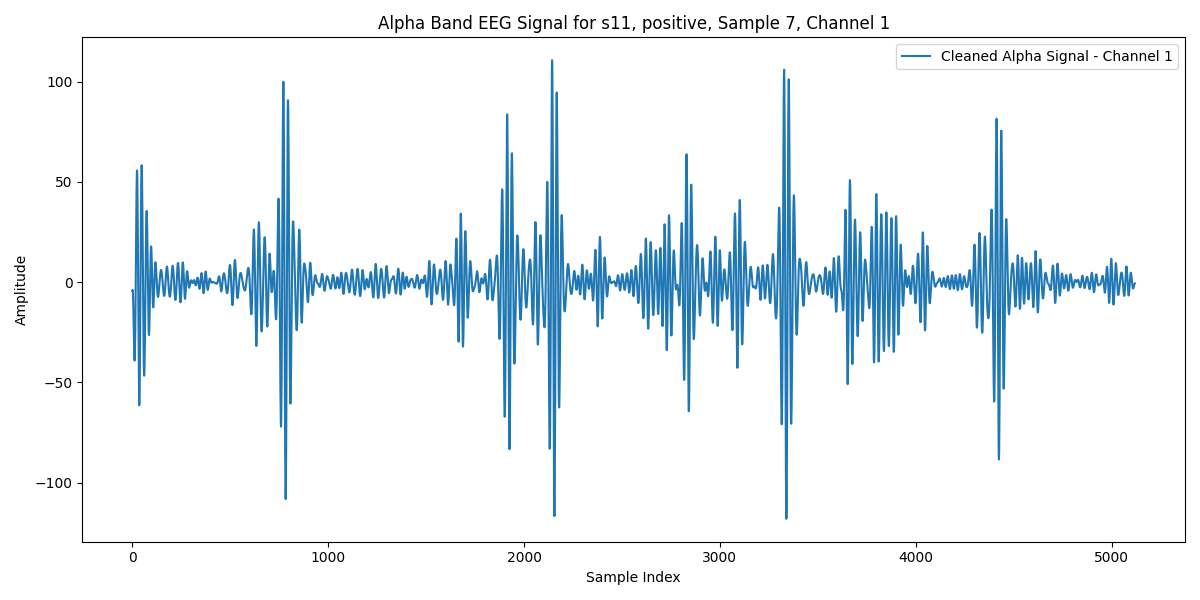 Alpha Band EEG Signal for s11, positive, Sample 7, Channel 1
Cleaned Alpha Signal - Channel 1
Amplitude
100
50
0
−50
−100
0 1000 2000 3000 4000 5000
Sample Index